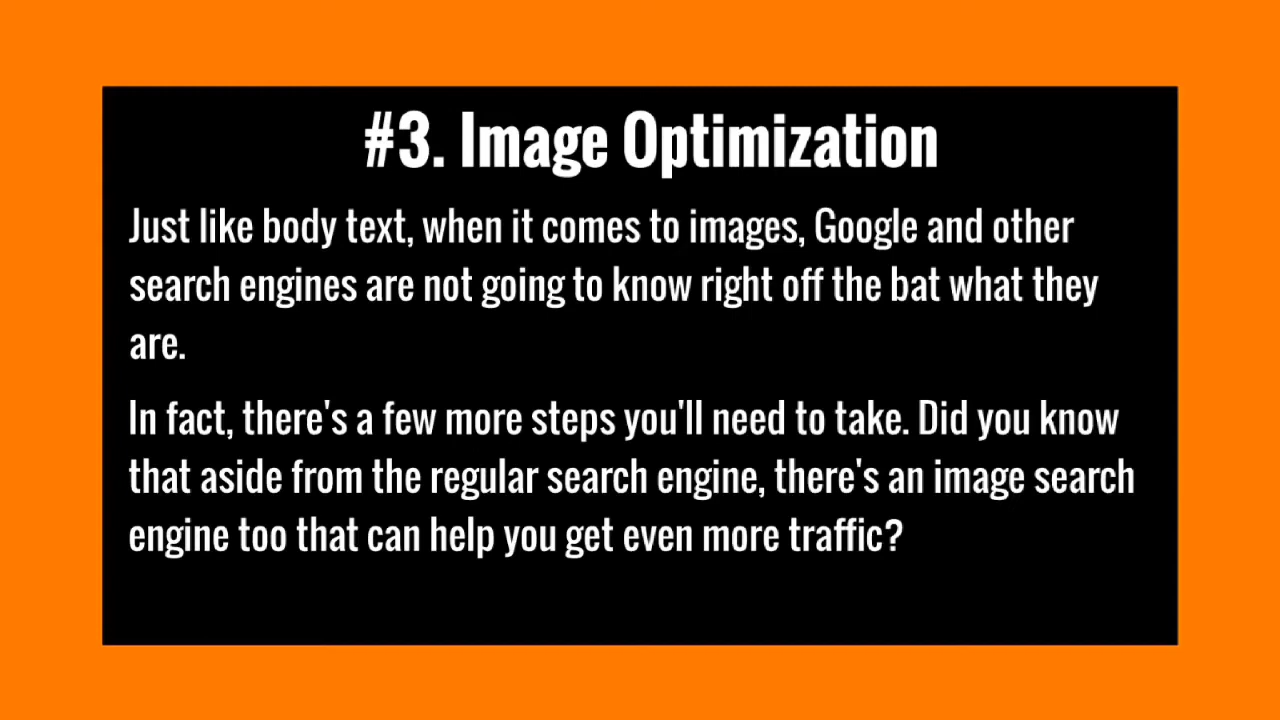 #3. Image Optimization
Just like body text, when it comes to images, Google and other
search engines are not going to know right off the bat what they
are.
In fact, there's a few more steps you'll need to take. Did you know
that aside from the regular search engine, there's an image search
engine too that can help you get even more traffic?